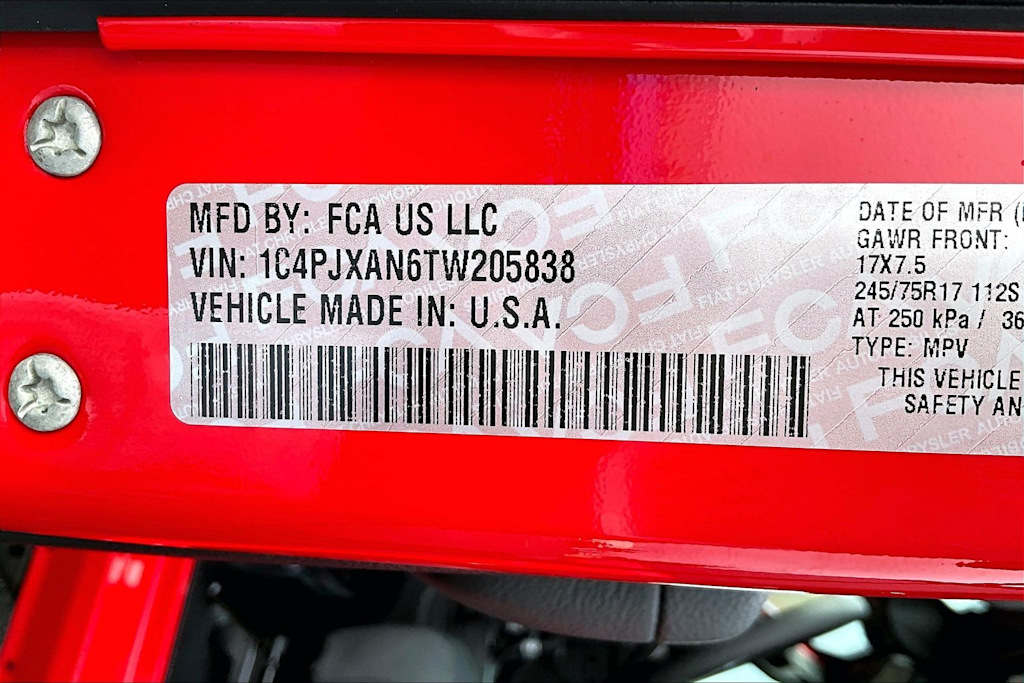 MFD BY: FCA US LLC
VIN: 1C4PJXAN6TW205838
VEHICLE MADE IN: U.S.A.
DATE OF MFR
GAWR FRONT:
17X7.5
245/75R17 112S
AT 250 kPa / 36
TYPE: MPV
THIS VEHICLE
SAFETY AN